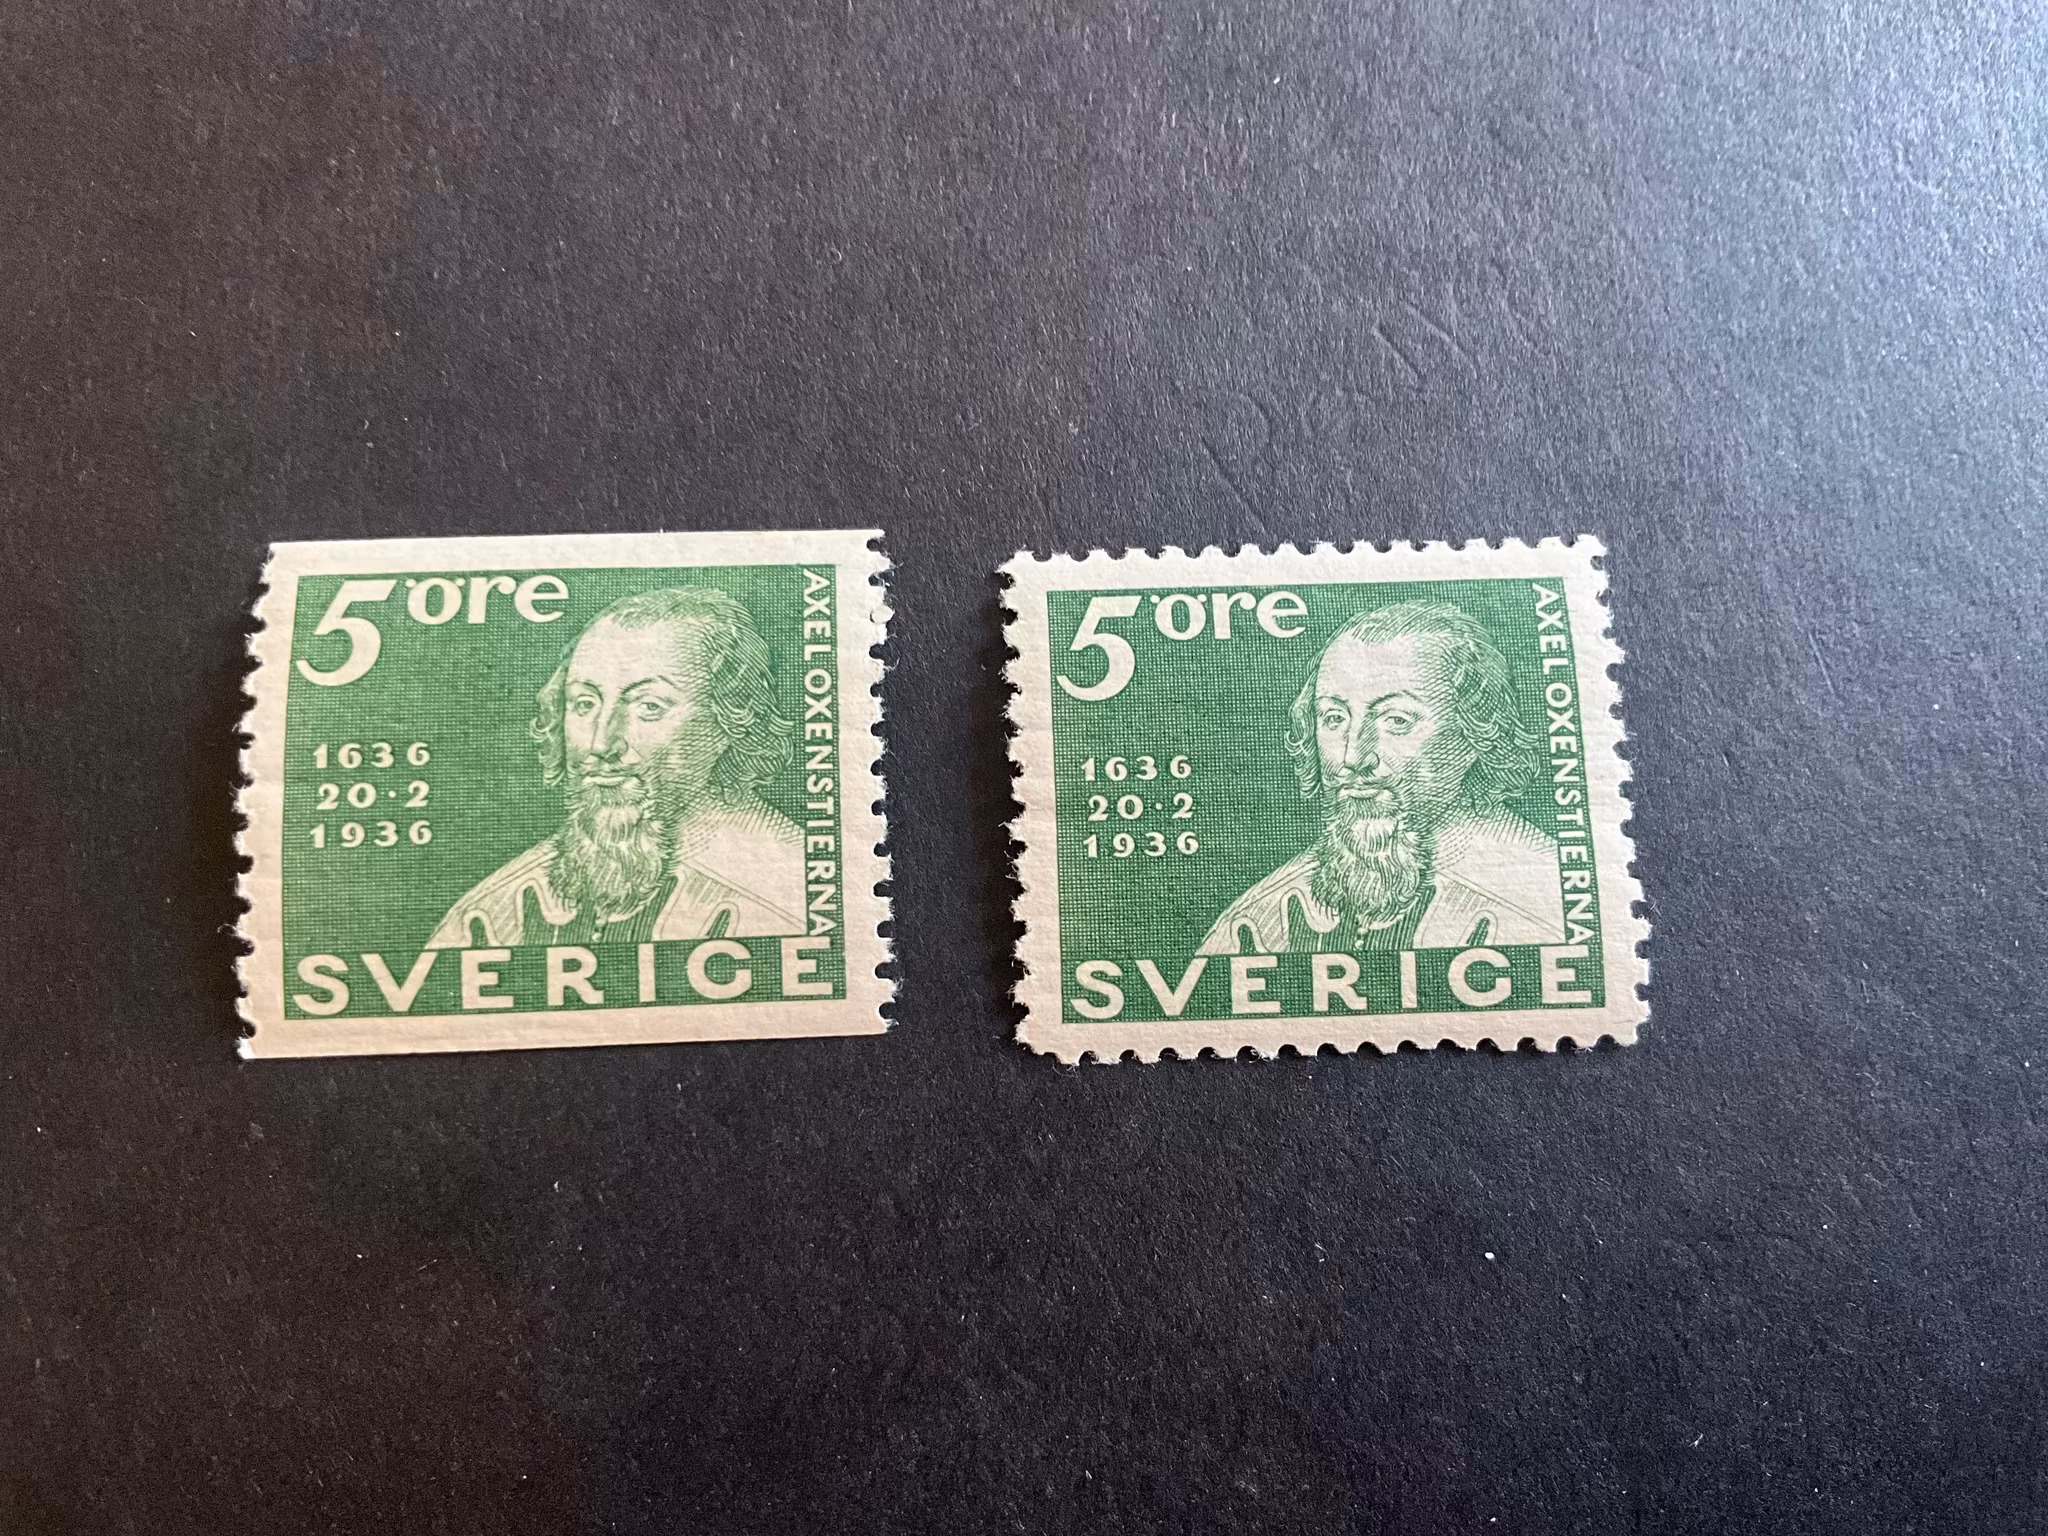 5 öre
1636
20·2
1936
AXEL OXENSTIERNA
SVERIGE
5 öre
1636
20·2
1936
AXEL OXENSTIERNA
SVERIGE